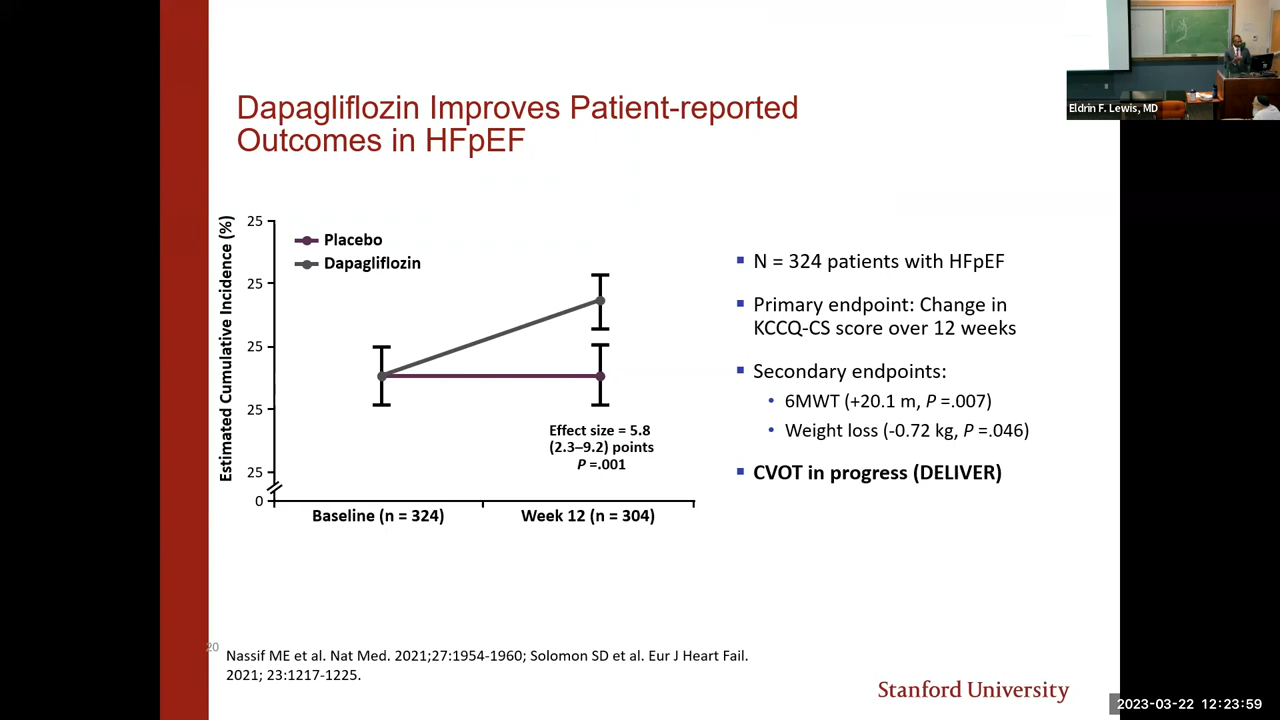 Eldrin F. Lewis, MD
Dapagliflozin Improves Patient-reported
Outcomes in HFpEF
Estimated Cumulative Incidence (%)
25
25
25
25
25
0
Placebo
Dapagliflozin
Effect size = 5.8
(2.3–9.2) points
P =.001
Baseline (n = 324)
Week 12 (n = 304)
▪ N = 324 patients with HFpEF
▪ Primary endpoint: Change in
KCCQ-CS score over 12 weeks
▪ Secondary endpoints:
• 6MWT (+20.1 m, P =.007)
• Weight loss (-0.72 kg, P =.046)
▪ CVOT in progress (DELIVER)
20
Nassif ME et al. Nat Med. 2021;27:1954-1960; Solomon SD et al. Eur J Heart Fail.
2021; 23:1217-1225.
Stanford University
2023-03-22 12:23:59